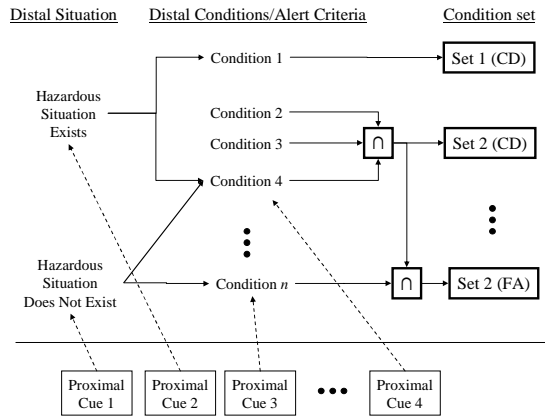 Distal Situation
Distal Conditions/Alert Criteria
Condition set
Condition 1
Set 1 (CD)
Hazardous
Situation
Exists
Condition 2
Condition 3
∩
Set 2 (CD)
Condition 4
Hazardous
Situation
Does Not Exist
Condition n
∩
Set 2 (FA)
Proximal
Cue 1
Proximal
Cue 2
Proximal
Cue 3
Proximal
Cue 4